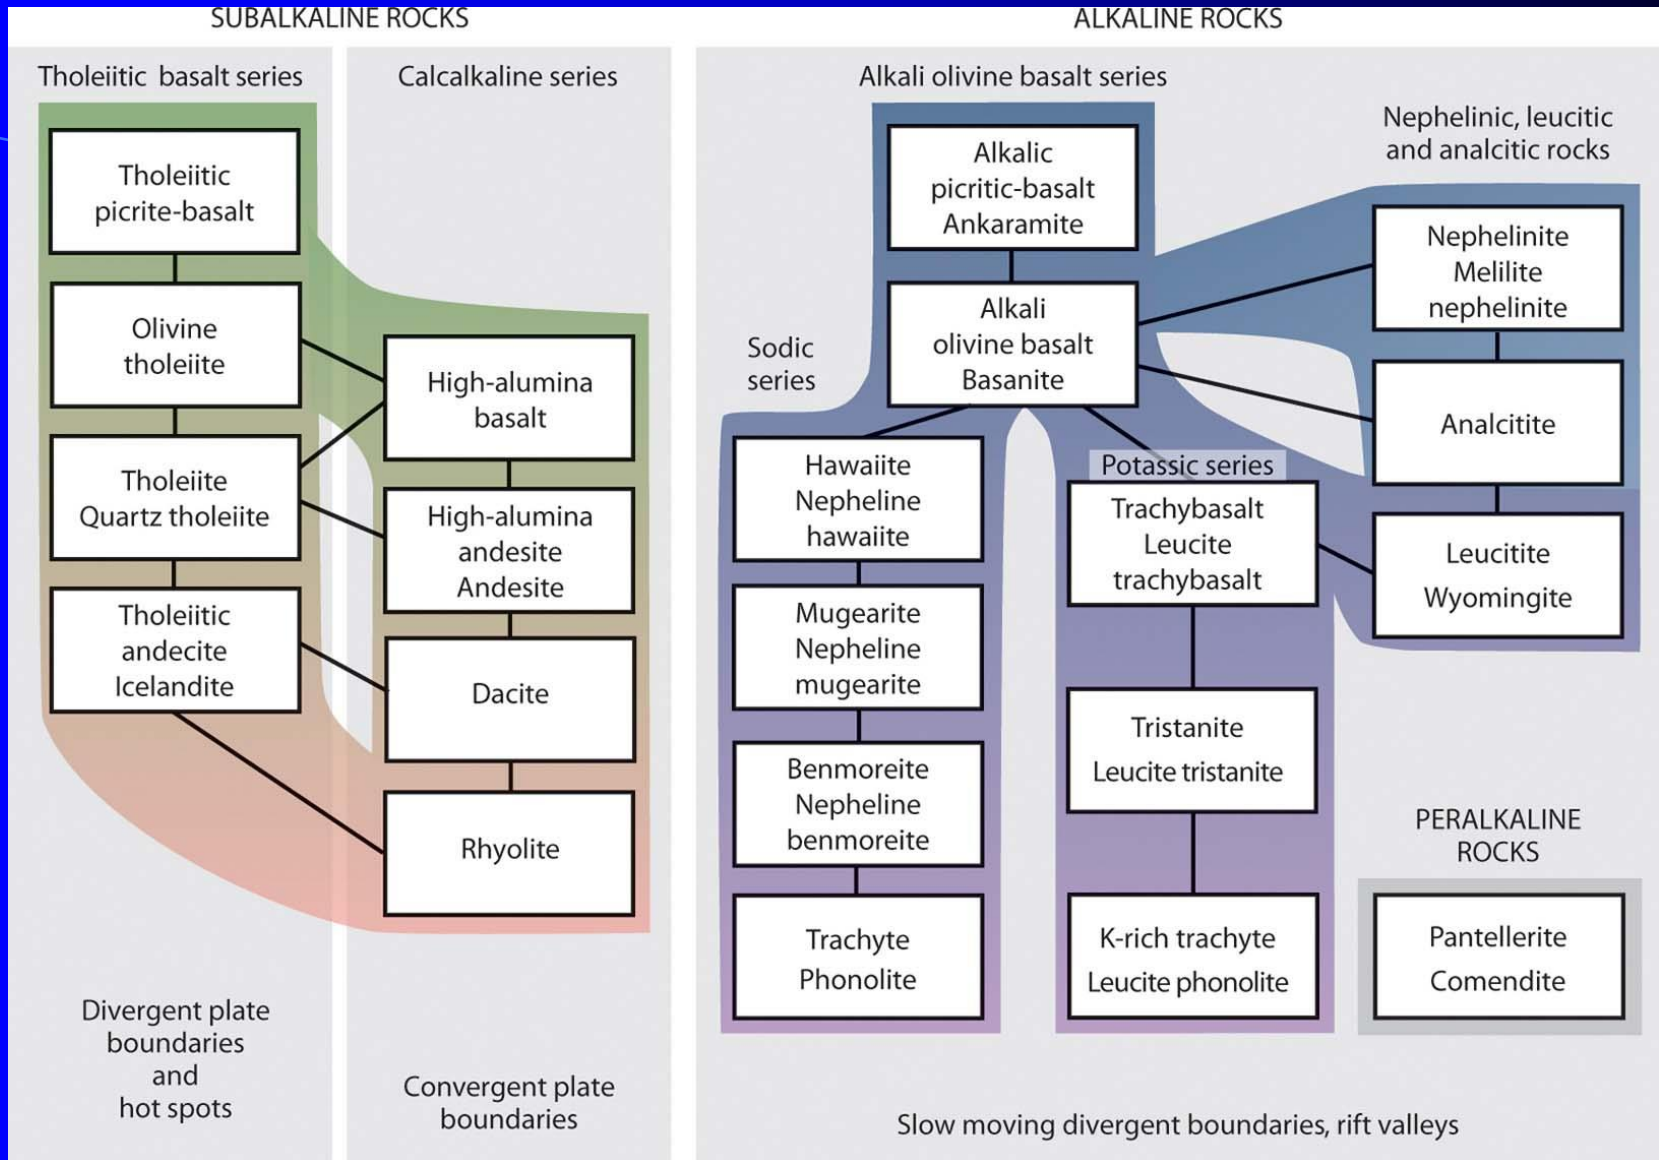 SUBALKALINE ROCKS
Tholeiitic basalt series
Tholeiitic
picrite-basalt
Olivine
tholeiite
Tholeiite
Quartz tholeiite
Tholeiitic
andecite
Icelandite
Divergent plate
boundaries
and
hot spots
Calcalkaline series
High-alumina
basalt
High-alumina
andesite
Andesite
Dacite
Rhyolite
Convergent plate
boundaries
ALKALINE ROCKS
Alkali olivine basalt series
Alkalic
picritic-basalt
Ankaramite
Alkali
olivine basalt
Basanite
Sodic
series
Hawaiite
Nepheline
hawaiite
Mugearite
Nepheline
mugearite
Benmoreite
Nepheline
benmoreite
Trachyte
Phonolite
Potassic series
Trachybasalt
Leucite
trachybasalt
Tristanite
Leucite tristanite
K-rich trachyte
Leucite phonolite
Nephelinic, leucitic
and analcitic rocks
Nephelinite
Melilite
nephelinite
Analcitite
Leucitite
Wyomingite
PERALKALINE
ROCKS
Pantellerite
Comendite
Slow moving divergent boundaries, rift valleys